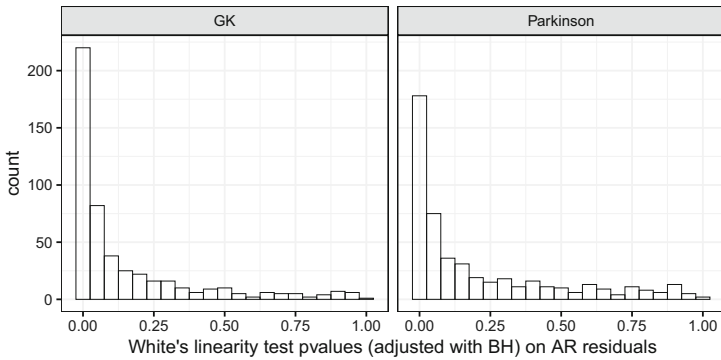 GK
Parkinson
count
200
150
100
50
0
0.00 0.25 0.50 0.75 1.00
0.00 0.25 0.50 0.75 1.00
White's linearity test pvalues (adjusted with BH) on AR residuals